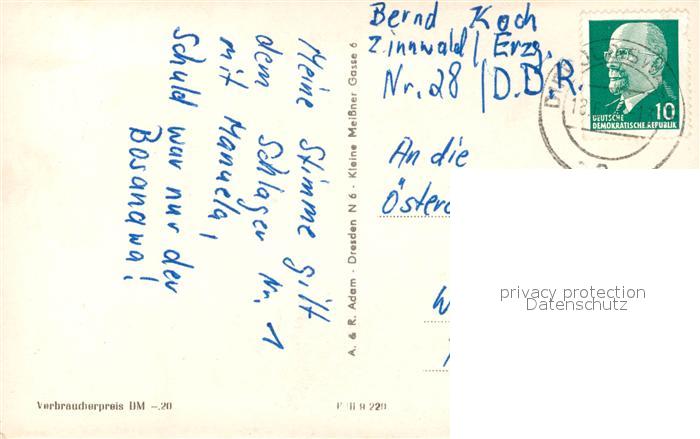 Bernd Koch
Zinnwald / Erzg.
Nr. 28 / D.D.R.
DEUTSCHE
DEMOKRATISCHE REPUBLIK
10
An die
Meine Stimme gilt
dem Schlager Nr. 1
mit Manuela,
Schuld war nur der
Bosanawa!
A. & R. Adam · Dresden N 6 · Kleine Meißner Gasse 6
Verbraucherpreis DM –.20
privacy protection
Datenschutz